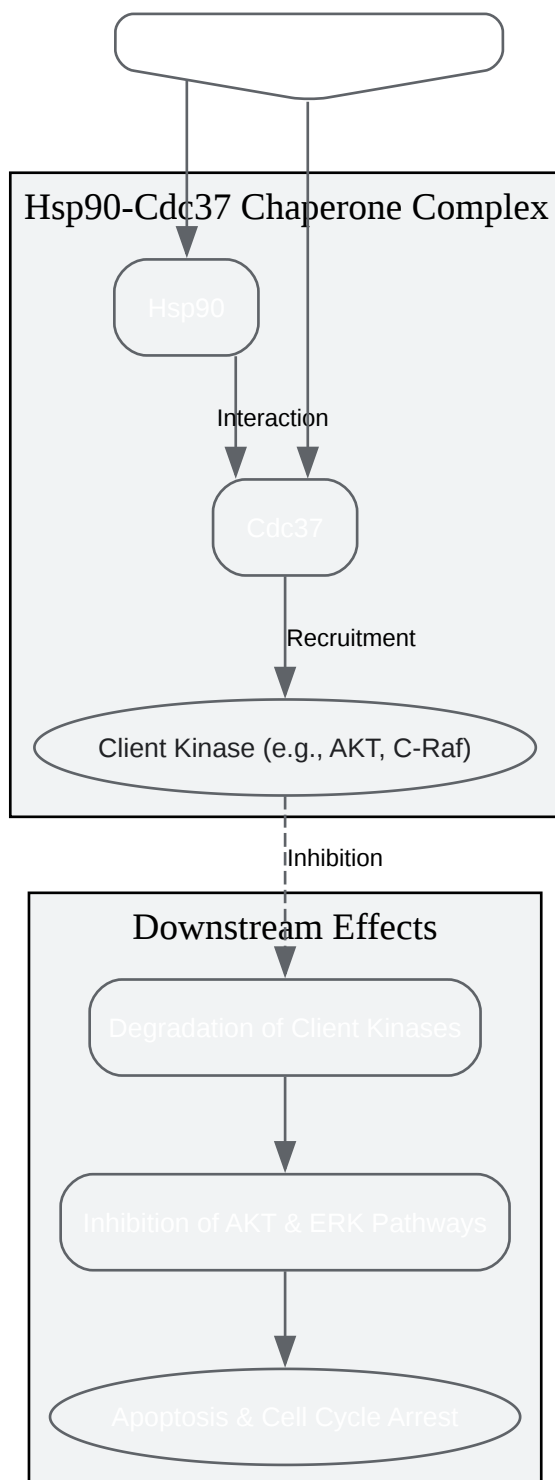 Hsp90-Cdc37 Chaperone Complex
Hsp90
Interaction
Cdc37
Recruitment
Client Kinase (e.g., AKT, C-Raf)
Inhibition
Downstream Effects
Degradation of Client Kinases
Inhibition of AKT & ERK Pathways
Apoptosis & Cell Cycle Arrest